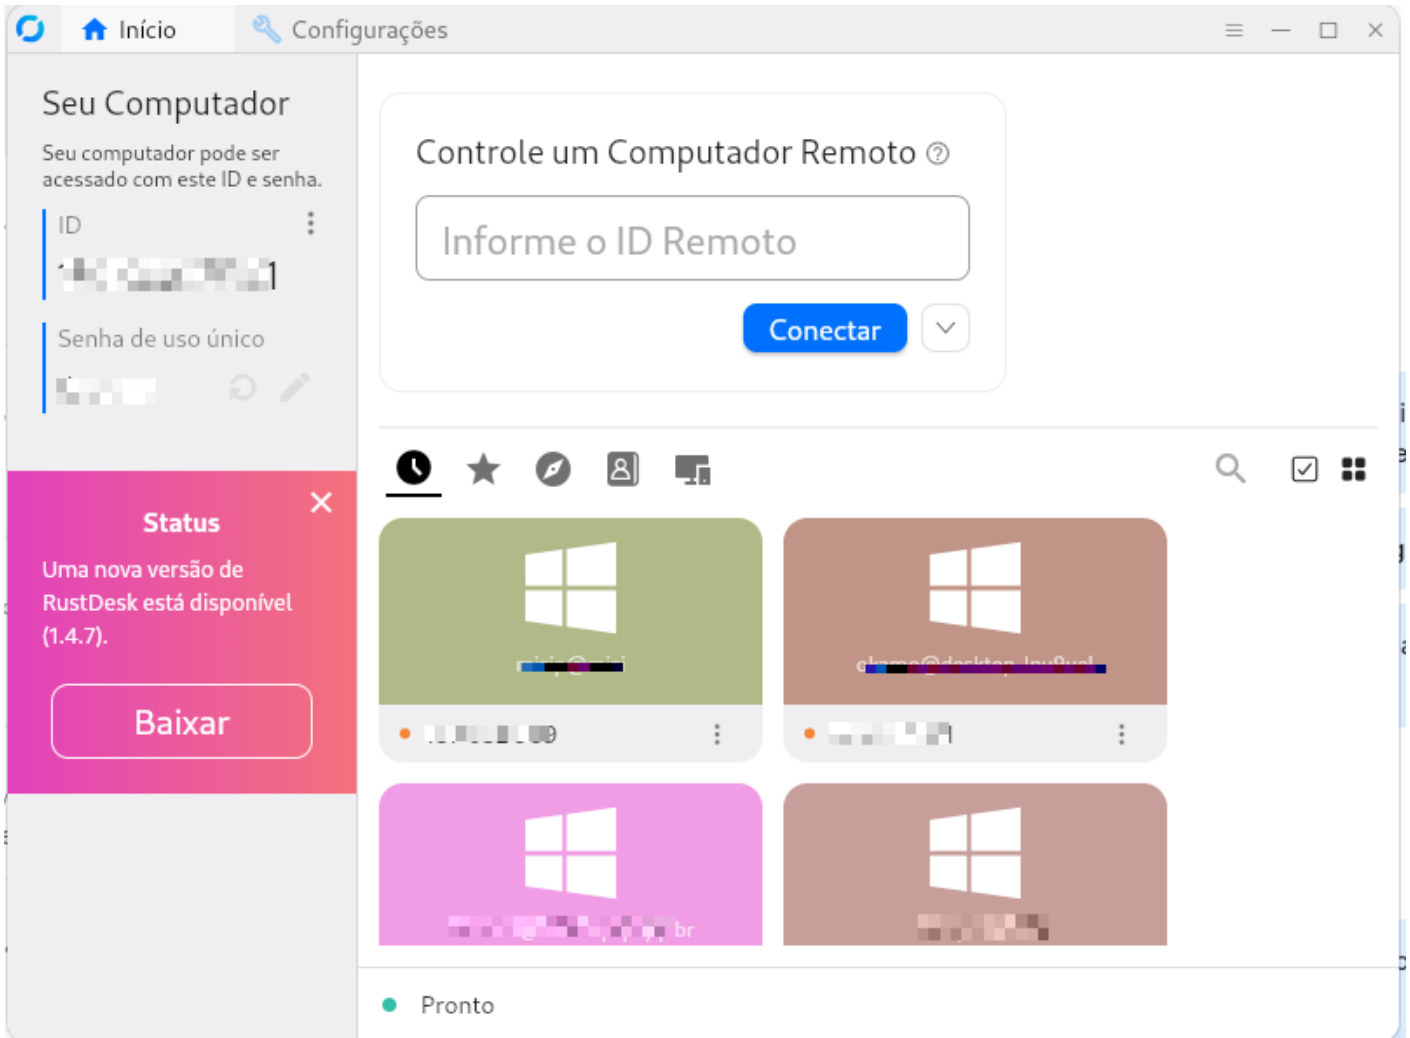 Início
Configurações
Seu Computador
Seu computador pode ser
acessado com este ID e senha.
ID
Senha de uso único
Status
Uma nova versão de
RustDesk está disponível
(1.4.7).
Baixar
Controle um Computador Remoto
Informe o ID Remoto
Conectar
br
Pronto